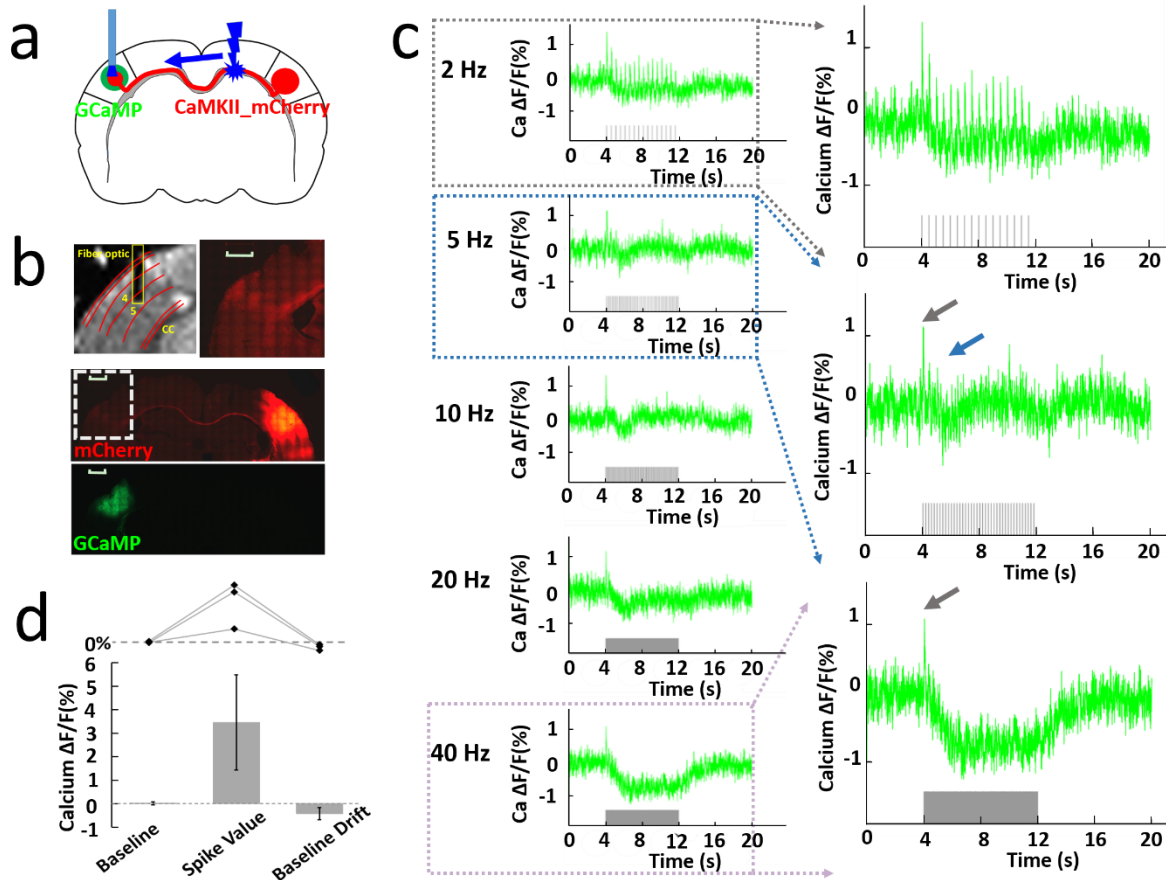 a
GCaMP
CaMKII_mCherry
b
Fiber optic
4
5
CC
mCherry
GCaMP
d
0%
6
5
4
3
2
1
0
-1
Calcium ΔF/F(%)
Baseline
Spike Value
Baseline Drift
c
2 Hz
Ca ΔF/F(%)
1
0
-1
0 4 8 12 16 20
Time (s)
5 Hz
Ca ΔF/F(%)
1
0
-1
0 4 8 12 16 20
Time (s)
10 Hz
Ca ΔF/F(%)
1
0
-1
0 4 8 12 16 20
Time (s)
20 Hz
Ca ΔF/F(%)
1
0
-1
0 4 8 12 16 20
Time (s)
40 Hz
Ca ΔF/F(%)
1
0
-1
0 4 8 12 16 20
Time (s)
Calcium ΔF/F(%)
1
0
-1
0 4 8 12 16 20
Time (s)
Calcium ΔF/F(%)
1
0
-1
0 4 8 12 16 20
Time (s)
Calcium ΔF/F(%)
1
0
-1
0 4 8 12 16 20
Time (s)